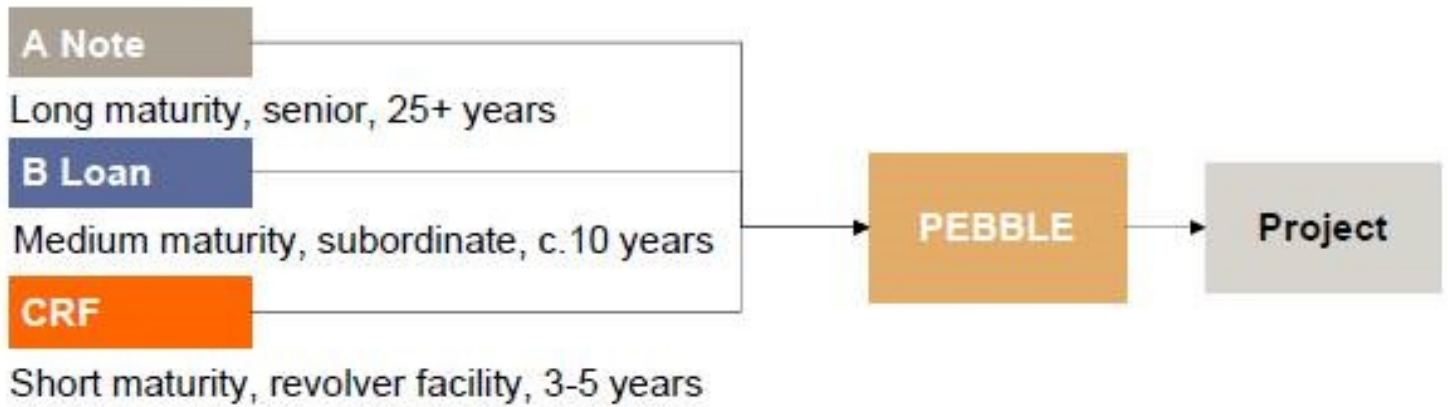 A Note
Long maturity, senior, 25+ years
B Loan
Medium maturity, subordinate, c.10 years
CRF
Short maturity, revolver facility, 3-5 years
PEBBLE
Project